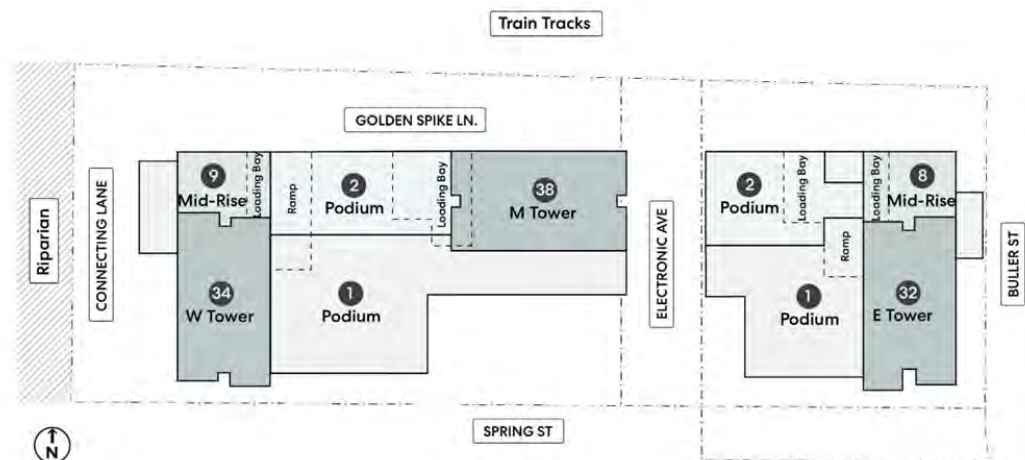 Train Tracks
GOLDEN SPIKE LN.
Riparian
CONNECTING LANE
9
Mid-Rise
Loading Bay
Ramp
2
Podium
Loading Bay
38
M Tower
34
W Tower
1
Podium
ELECTRONIC AVE
2
Podium
Loading Bay
Loading Bay
8
Mid-Rise
Ramp
1
Podium
32
E Tower
BULLER ST
SPRING ST
N